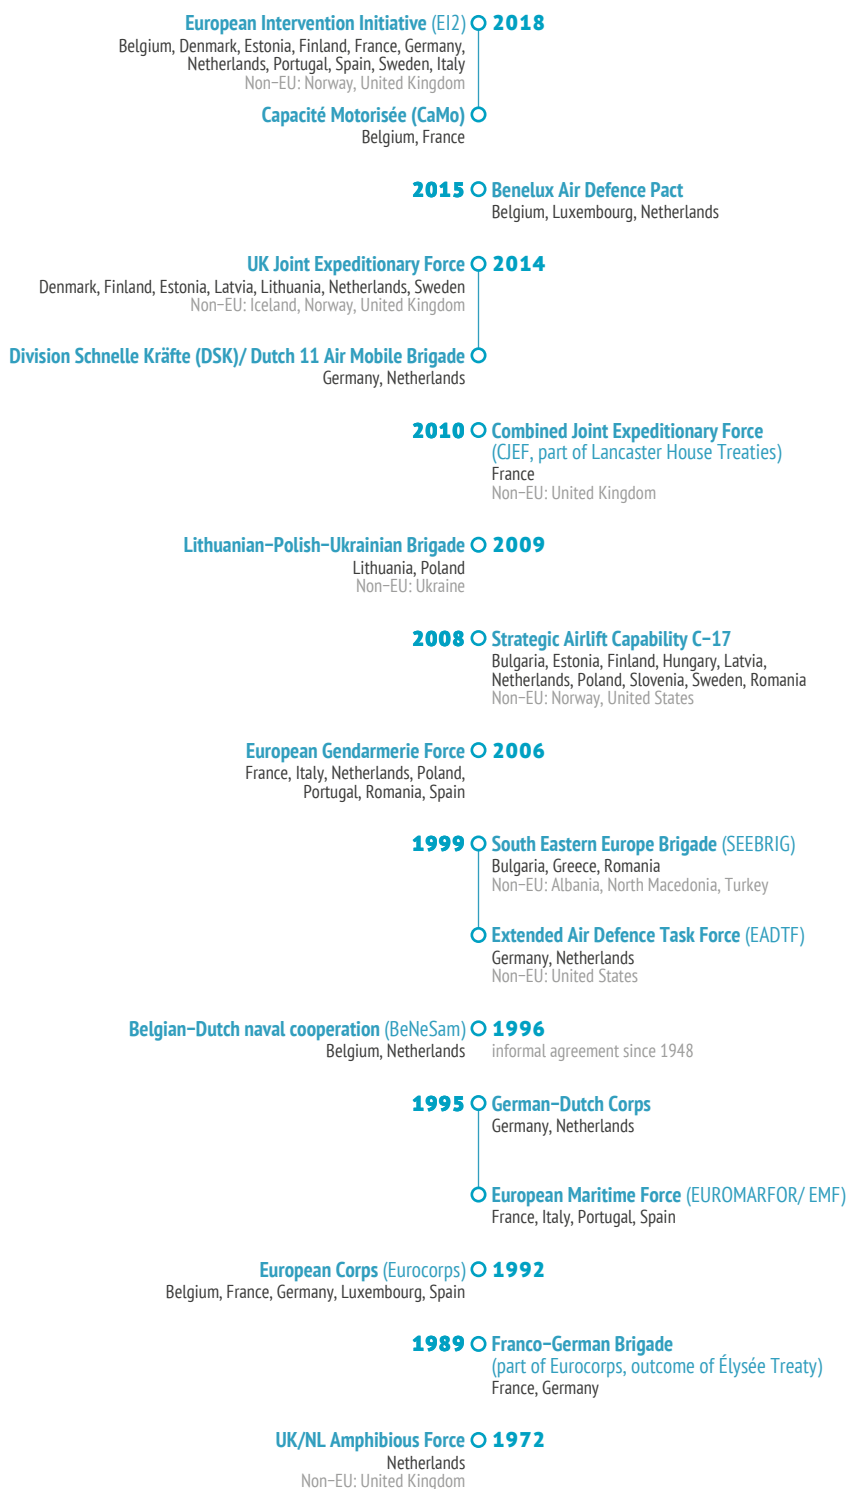 European Intervention Initiative (EI2) 2018
Belgium, Denmark, Estonia, Finland, France, Germany,
Netherlands, Portugal, Spain, Sweden, Italy
Non−EU: Norway, United Kingdom
Capacité Motorisée (CaMo)
Belgium, France
2015 Benelux Air Defence Pact
Belgium, Luxembourg, Netherlands
UK Joint Expeditionary Force 2014
Denmark, Finland, Estonia, Latvia, Lithuania, Netherlands, Sweden
Non−EU: Iceland, Norway, United Kingdom
Division Schnelle Kräfte (DSK)/ Dutch 11 Air Mobile Brigade
Germany, Netherlands
2010 Combined Joint Expeditionary Force
(CJEF, part of Lancaster House Treaties)
France
Non−EU: United Kingdom
Lithuanian−Polish−Ukrainian Brigade 2009
Lithuania, Poland
Non−EU: Ukraine
2008 Strategic Airlift Capability C−17
Bulgaria, Estonia, Finland, Hungary, Latvia,
Netherlands, Poland, Slovenia, Sweden, Romania
Non−EU: Norway, United States
European Gendarmerie Force 2006
France, Italy, Netherlands, Poland,
Portugal, Romania, Spain
1999 South Eastern Europe Brigade (SEEBRIG)
Bulgaria, Greece, Romania
Non−EU: Albania, North Macedonia, Turkey
Extended Air Defence Task Force (EADTF)
Germany, Netherlands
Non−EU: United States
Belgian−Dutch naval cooperation (BeNeSam) 1996
Belgium, Netherlands informal agreement since 1948
1995 German−Dutch Corps
Germany, Netherlands
European Maritime Force (EUROMARFOR/ EMF)
France, Italy, Portugal, Spain
European Corps (Eurocorps) 1992
Belgium, France, Germany, Luxembourg, Spain
1989 Franco−German Brigade
(part of Eurocorps, outcome of Élysée Treaty)
France, Germany
UK/NL Amphibious Force 1972
Netherlands
Non−EU: United Kingdom